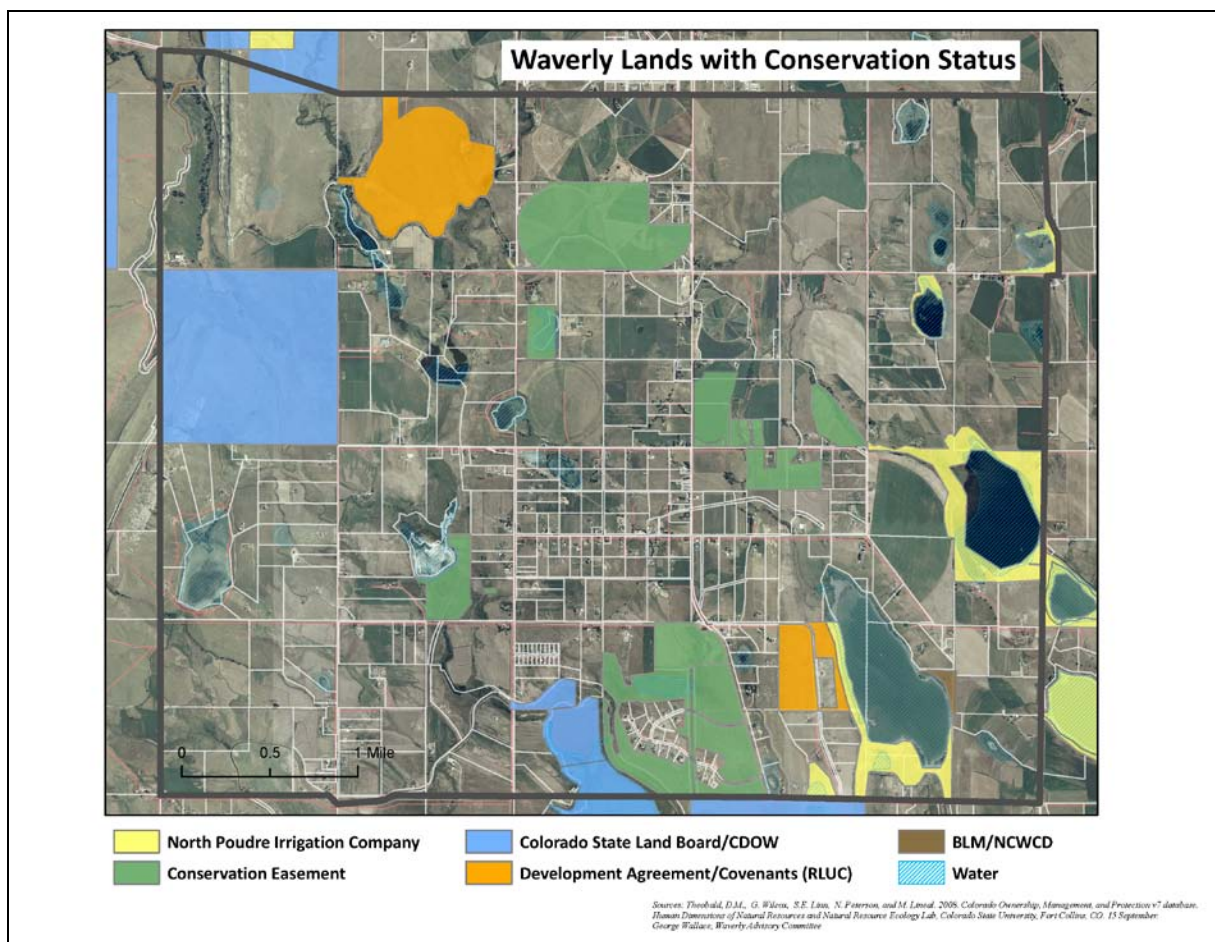 Waverly Lands with Conservation Status
0 0.5 1 Mile
North Poudre Irrigation Company
Colorado State Land Board/CDOW
BLM/NCWCD
Conservation Easement
Development Agreement/Covenants (RLUC)
Water
Sources: Theobald, D.M., G. Wilcox, S.E. Linn, N. Peterson, and M. Lineal. 2008. Colorado Ownership, Management, and Protection v7 database.
Human Dimensions of Natural Resources and Natural Resource Ecology Lab, Colorado State University, Fort Collins, CO. 15 September.
George Wallace, Waverly Advisory Committee